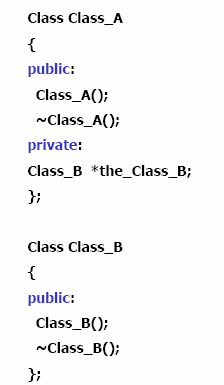 Class Class_A
{
public:
Class_A();
~Class_A();
private:
Class_B *the_Class_B;
};
Class Class_B
{
public:
Class_B();
~Class_B();
};